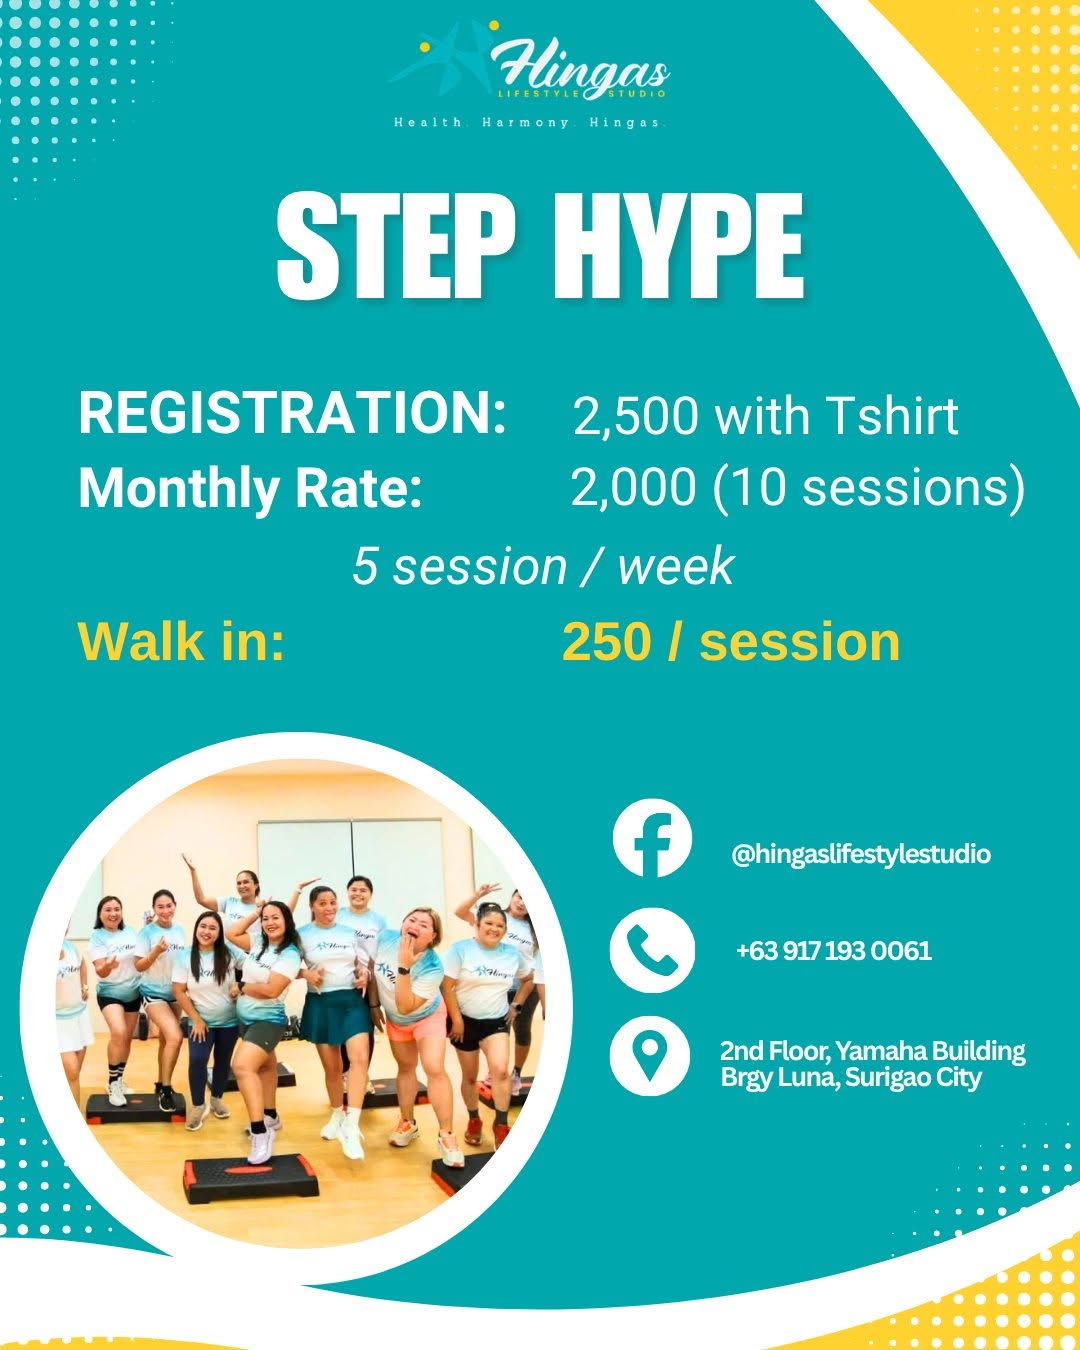 Hingas
LIFESTYLE STUDIO
Health. Harmony. Hingas.
STEP HYPE
REGISTRATION: 2,500 with Tshirt
Monthly Rate: 2,000 (10 sessions)
5 session / week
Walk in: 250 / session
@hingaslifestylestudio
+63 917 193 0061
2nd Floor, Yamaha Building
Brgy Luna, Surigao City